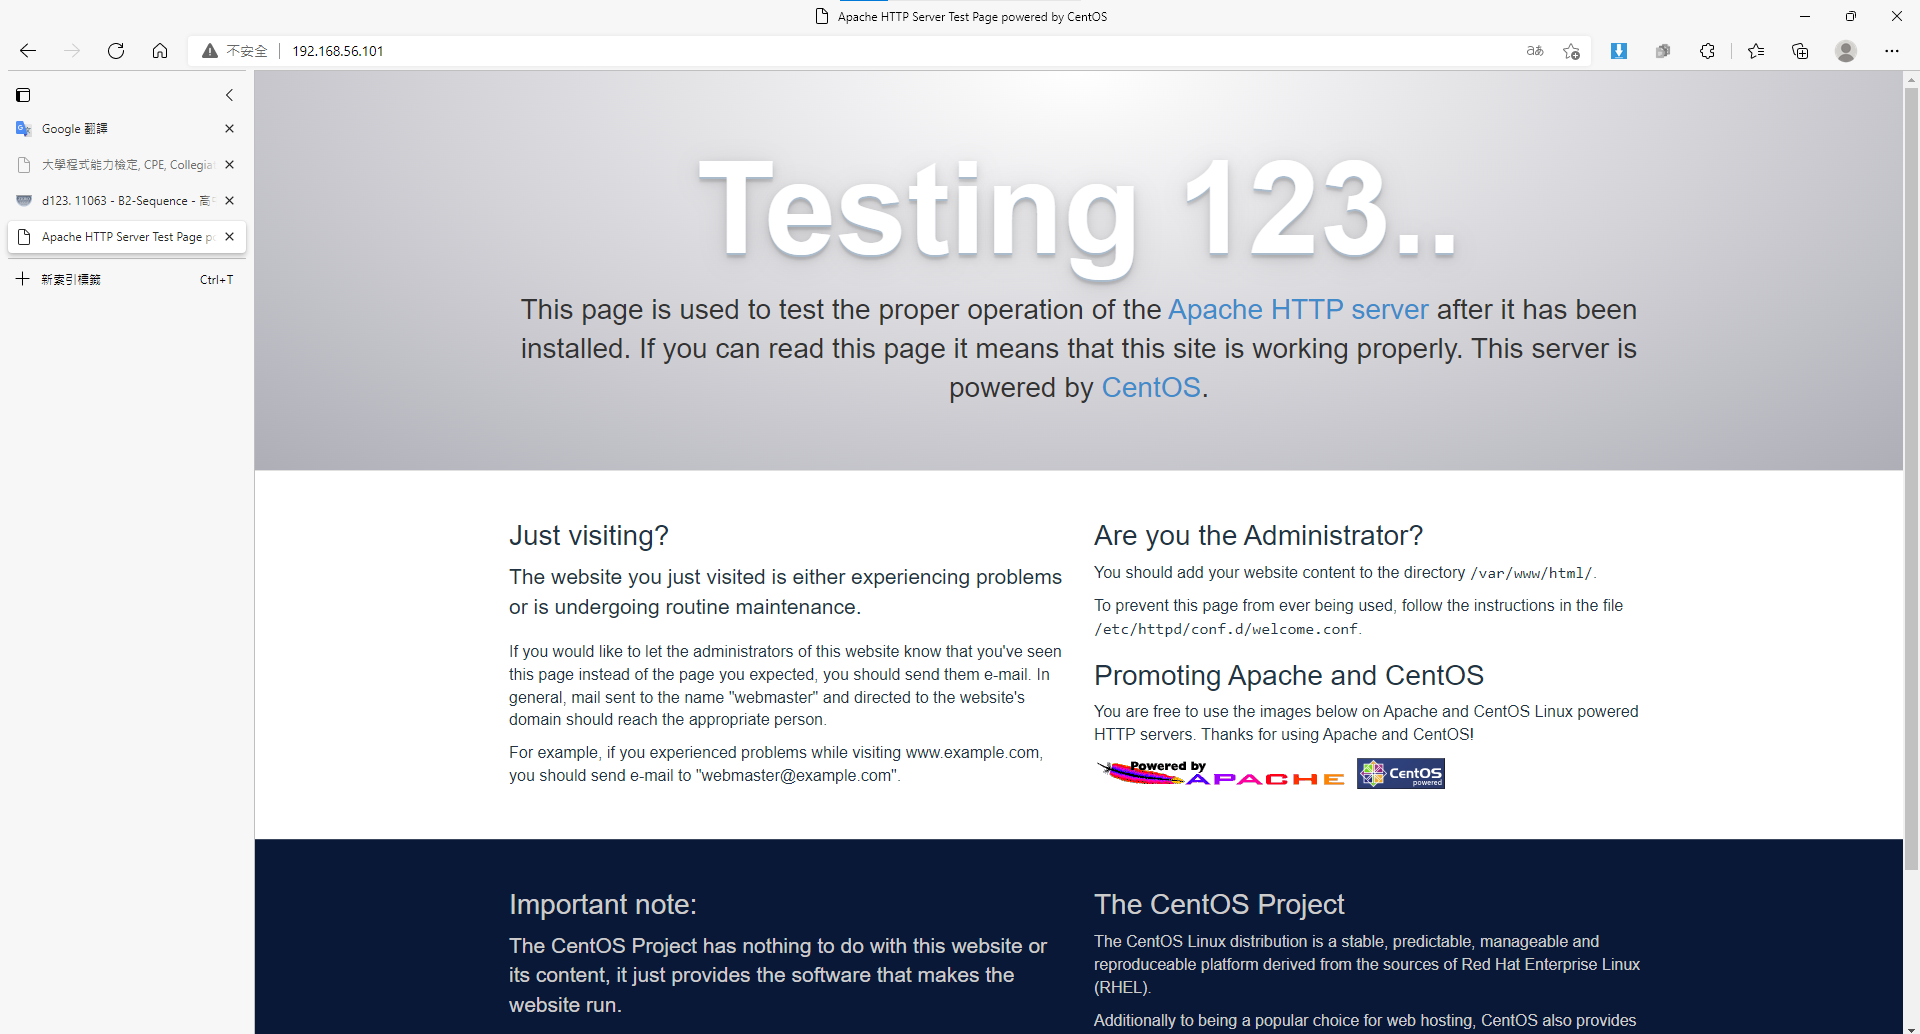 Apache HTTP Server Test Page powered by CentOS
不安全
192.168.56.101
aあ
Google 翻譯
大學程式能力檢定, CPE, Collegia
d123. 11063 - B2-Sequence - 高
Apache HTTP Server Test Page p
新索引標籤 Ctrl+T
Testing 123..
This page is used to test the proper operation of the Apache HTTP server after it has been
installed. If you can read this page it means that this site is working properly. This server is
powered by CentOS.
Just visiting?
The website you just visited is either experiencing problems
or is undergoing routine maintenance.
If you would like to let the administrators of this website know that you've seen
this page instead of the page you expected, you should send them e-mail. In
general, mail sent to the name "webmaster" and directed to the website's
domain should reach the appropriate person.
For example, if you experienced problems while visiting www.example.com,
you should send e-mail to "webmaster@example.com".
Are you the Administrator?
You should add your website content to the directory /var/www/html/.
To prevent this page from ever being used, follow the instructions in the file
/etc/httpd/conf.d/welcome.conf.
Promoting Apache and CentOS
You are free to use the images below on Apache and CentOS Linux powered
HTTP servers. Thanks for using Apache and CentOS!
Powered by
APACHE
CentOS
powered
Important note:
The CentOS Project has nothing to do with this website or
its content, it just provides the software that makes the
website run.
The CentOS Project
The CentOS Linux distribution is a stable, predictable, manageable and
reproduceable platform derived from the sources of Red Hat Enterprise Linux
(RHEL).
Additionally to being a popular choice for web hosting, CentOS also provides